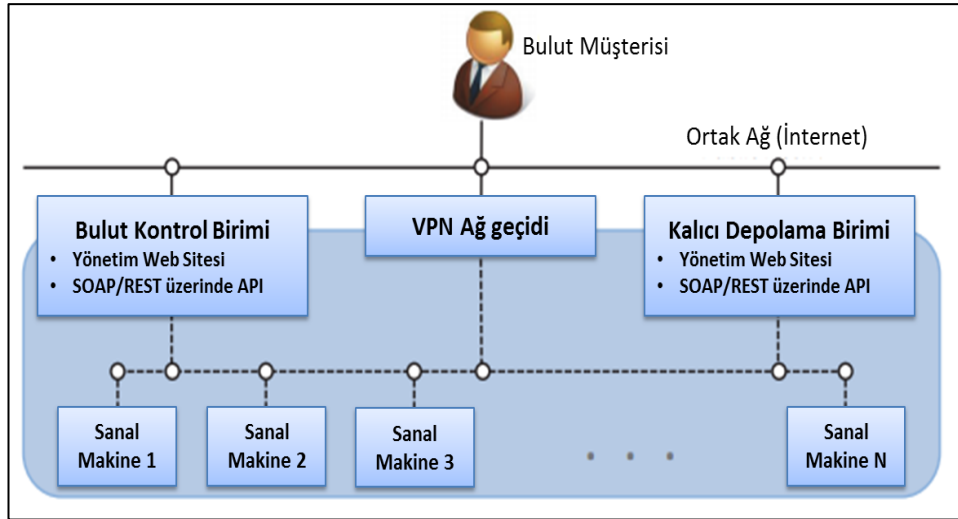 Bulut Müşterisi
Ortak Ağ (İnternet)
Bulut Kontrol Birimi
• Yönetim Web Sitesi
• SOAP/REST üzerinde API
VPN Ağ geçidi
Kalıcı Depolama Birimi
• Yönetim Web Sitesi
• SOAP/REST üzerinde API
Sanal
Makine 1
Sanal
Makine 2
Sanal
Makine 3
. . .
Sanal
Makine N